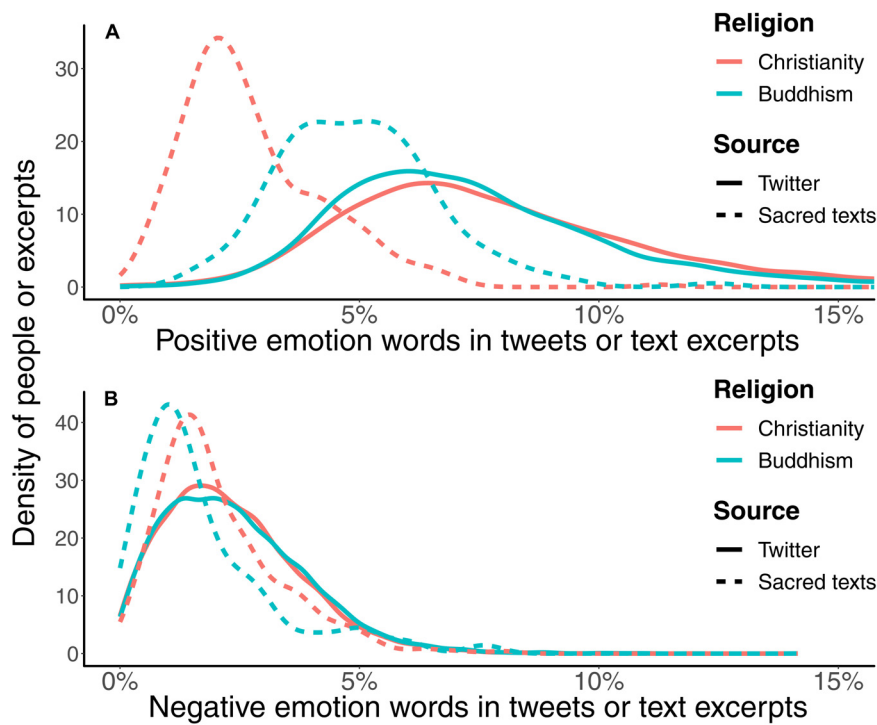 Density of people or excerpts
A
30
20
10
0
0% 5% 10% 15%
Positive emotion words in tweets or text excerpts
Religion
Christianity
Buddhism
Source
Twitter
Sacred texts
B
40
30
20
10
0
0% 5% 10% 15%
Negative emotion words in tweets or text excerpts
Religion
Christianity
Buddhism
Source
Twitter
Sacred texts